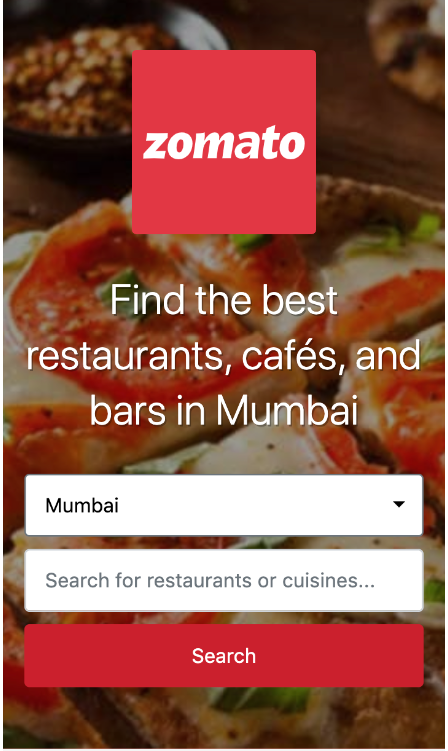 zomato
Find the best
restaurants, cafés, and
bars in Mumbai
Mumbai
Search for restaurants or cuisines...
Search